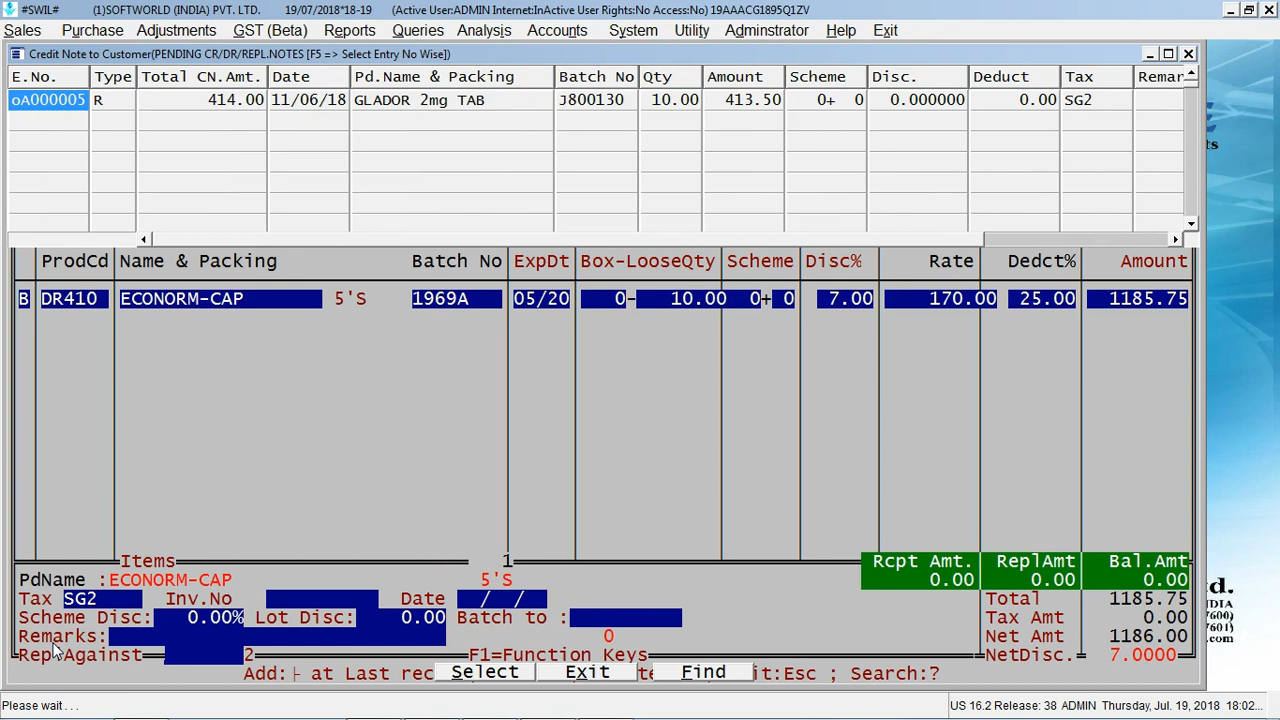 #SWIL# (1)SOFTWORLD (INDIA) PVT. LTD. 19/07/2018*18-19 (Active User:ADMIN Internet:InActive User Rights:No Access:No) 19AAACG1895Q1ZV
Sales Purchase Adjustments GST (Beta) Reports Queries Analysis Accounts System Utility Adminstrator Help Exit
Credit Note to Customer(PENDING CR/DR/REPL.NOTES [F5 => Select Entry No Wise])
E.No. Type Total CN.Amt. Date Pd.Name & Packing Batch No Qty Amount Scheme Disc. Deduct Tax Remar
oA000005 R 414.00 11/06/18 GLADOR 2mg TAB J800130 10.00 413.50 0+ 0 0.000000 0.00 SG2
ts
ProdCd Name & Packing Batch No ExpDt Box-LooseQty Scheme Disc% Rate Dedct% Amount
B DR410 ECONORM-CAP 5'S 1969A 05/20 0- 10.00 0+ 0 7.00 170.00 25.00 1185.75
Items 1
Rcpt Amt. ReplAmt Bal.Amt
0.00 0.00 0.00
PdName :ECONORM-CAP 5'S
td.
Tax SG2 Inv.No Date / / Total 1185.75
INDIA
Scheme Disc: 0.00% Lot Disc: 0.00 Batch to : Tax Amt 0.00
7601)
Remarks: 0 Net Amt 1186.00
.com
Repl Against 2 F1=Function Keys NetDisc. 7.0000
Add:├ at Last rec Select Exit Find it:Esc ; Search:?
Please wait . . . US 16.2 Release: 38 ADMIN Thursday, Jul. 19, 2018 18:02...